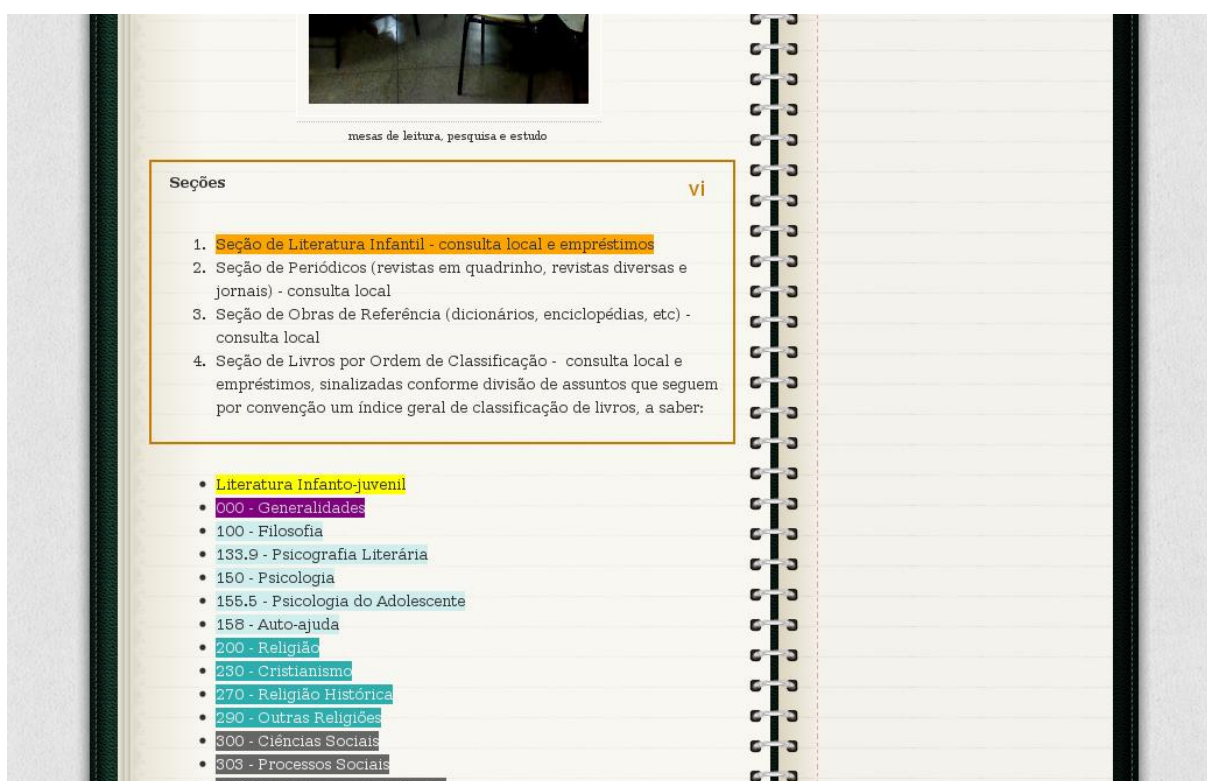 mesas de leitura, pesquisa e estudo
Seções
vi
1. Seção de Literatura Infantil - consulta local e empréstimos
2. Seção de Periódicos (revistas em quadrinho, revistas diversas e
jornais) - consulta local
3. Seção de Obras de Referência (dicionários, enciclopédias, etc) -
consulta local
4. Seção de Livros por Ordem de Classificação - consulta local e
empréstimos, sinalizadas conforme divisão de assuntos que seguem
por convenção um índice geral de classificação de livros, a saber:
• Literatura Infanto-juvenil
• 000 - Generalidades
• 100 - Filosofia
• 133.9 - Psicografia Literária
• 150 - Psicologia
• 155.5 - Psicologia do Adolescente
• 158 - Auto-ajuda
• 200 - Religião
• 230 - Cristianismo
• 270 - Religião Histórica
• 290 - Outras Religiões
• 300 - Ciências Sociais
• 303 - Processos Sociais